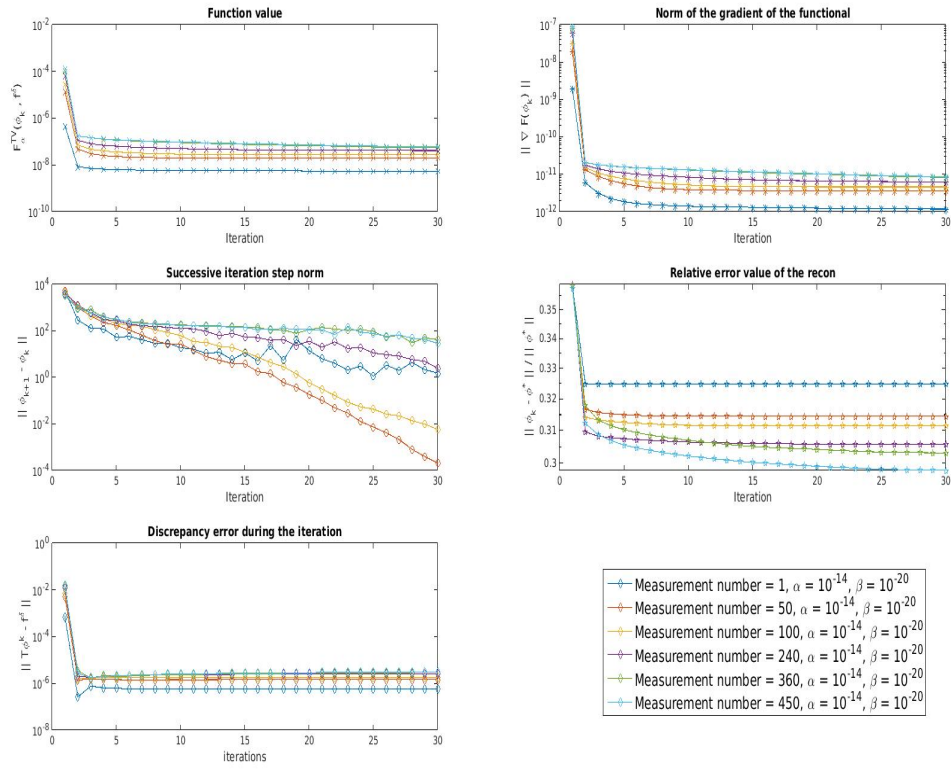 Function value
10^-2
10^-4
10^-6
10^-8
10^-10
F_α^TV(ϕ_k , f^δ)
0 5 10 15 20 25 30
Iteration
Norm of the gradient of the functional
10^-7
10^-8
10^-9
10^-10
10^-11
10^-12
|| ∇ F(ϕ_k) ||
0 5 10 15 20 25 30
Iteration
Successive iteration step norm
10^4
10^2
10^0
10^-2
10^-4
|| ϕ_k+1 - ϕ_k ||
0 5 10 15 20 25 30
Iteration
Relative error value of the recon
0.35
0.34
0.33
0.32
0.31
0.3
|| ϕ_k - ϕ^+ || / || ϕ^+ ||
0 5 10 15 20 25 30
Iteration
Discrepancy error during the iteration
10^0
10^-2
10^-4
10^-6
10^-8
|| Tϕ^k - f^δ ||
0 5 10 15 20 25 30
iterations
Measurement number = 1, α = 10^-14, β = 10^-20
Measurement number = 50, α = 10^-14, β = 10^-20
Measurement number = 100, α = 10^-14, β = 10^-20
Measurement number = 240, α = 10^-14, β = 10^-20
Measurement number = 360, α = 10^-14, β = 10^-20
Measurement number = 450, α = 10^-14, β = 10^-20